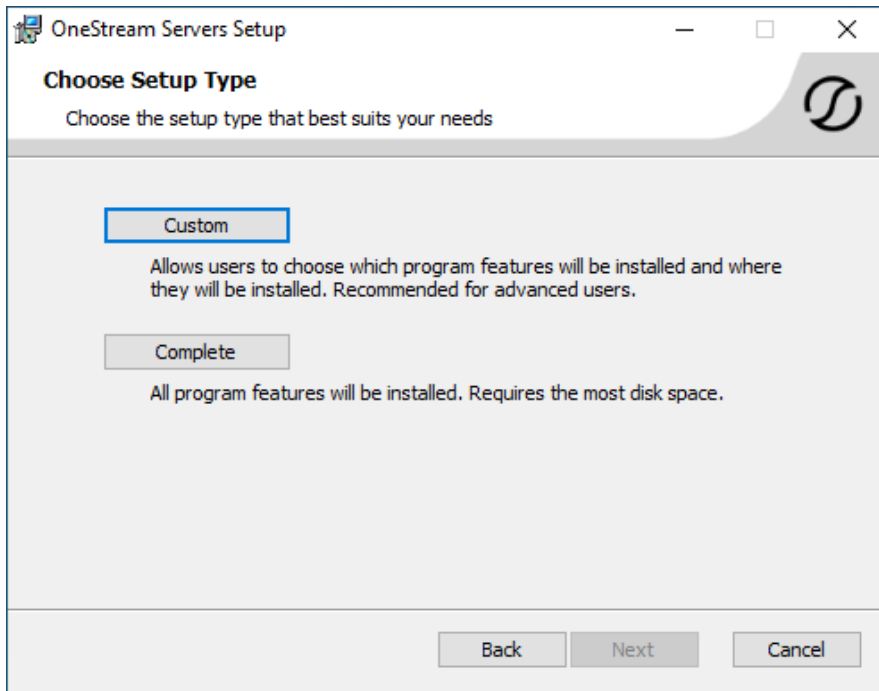 OneStream Servers Setup
Choose Setup Type
Choose the setup type that best suits your needs
Custom
Allows users to choose which program features will be installed and where
they will be installed. Recommended for advanced users.
Complete
All program features will be installed. Requires the most disk space.
Back
Next
Cancel